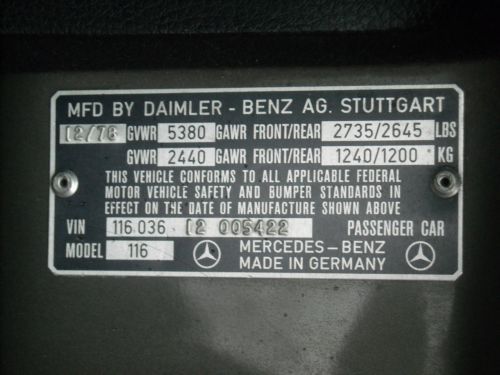 MFD BY DAIMLER - BENZ AG. STUTTGART
12/78 GVWR 5380 GAWR FRONT/REAR 2735/2645 LBS
GVWR 2440 GAWR FRONT/REAR 1240/1200 KG
THIS VEHICLE CONFORMS TO ALL APPLICABLE FEDERAL
MOTOR VEHICLE SAFETY AND BUMPER STANDARDS IN
EFFECT ON THE DATE OF MANUFACTURE SHOWN ABOVE
VIN 116 036 12 005422 PASSENGER CAR
MODEL 116 MERCEDES-BENZ
MADE IN GERMANY